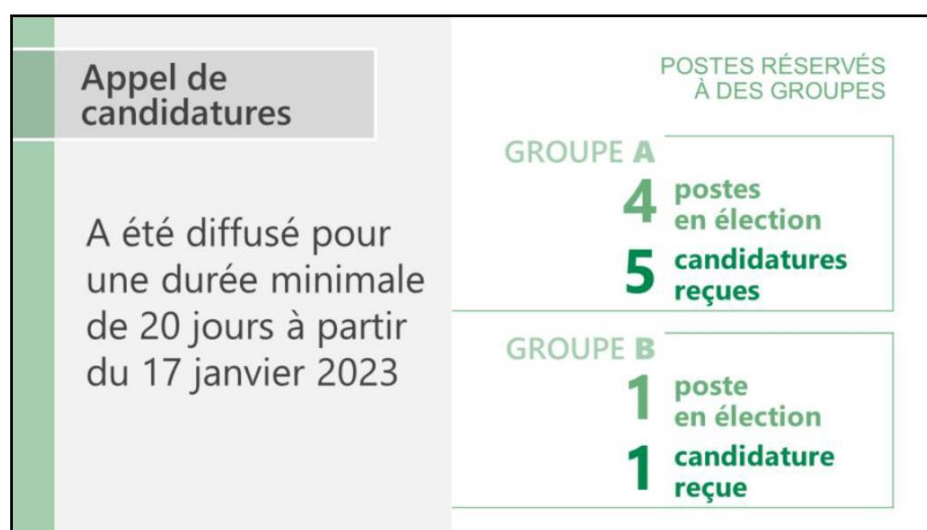 Appel de
candidatures
A été diffusé pour
une durée minimale
de 20 jours à partir
du 17 janvier 2023
POSTES RÉSERVÉS
À DES GROUPES
GROUPE A
4 postes
en élection
5 candidatures
reçues
GROUPE B
1 poste
en élection
1 candidature
reçue